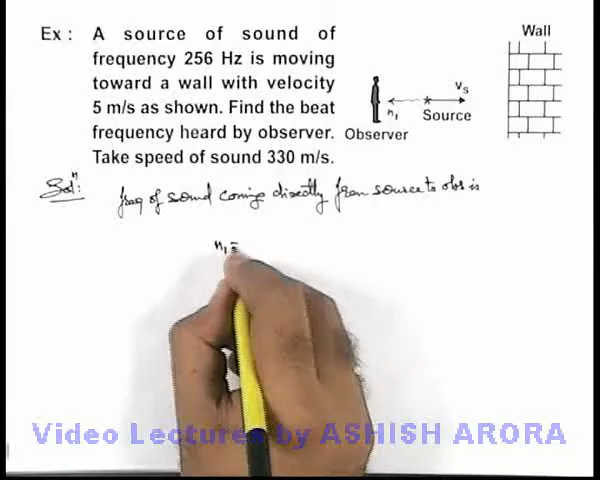 Ex : A source of sound of
frequency 256 Hz is moving
toward a wall with velocity
5 m/s as shown. Find the beat
frequency heard by observer.
Take speed of sound 330 m/s.
Wall
vs
n1
Source
Observer
Solⁿ:
freq of sound coming directly from source to obs is
n1 =
Video Lectures by ASHISH ARORA